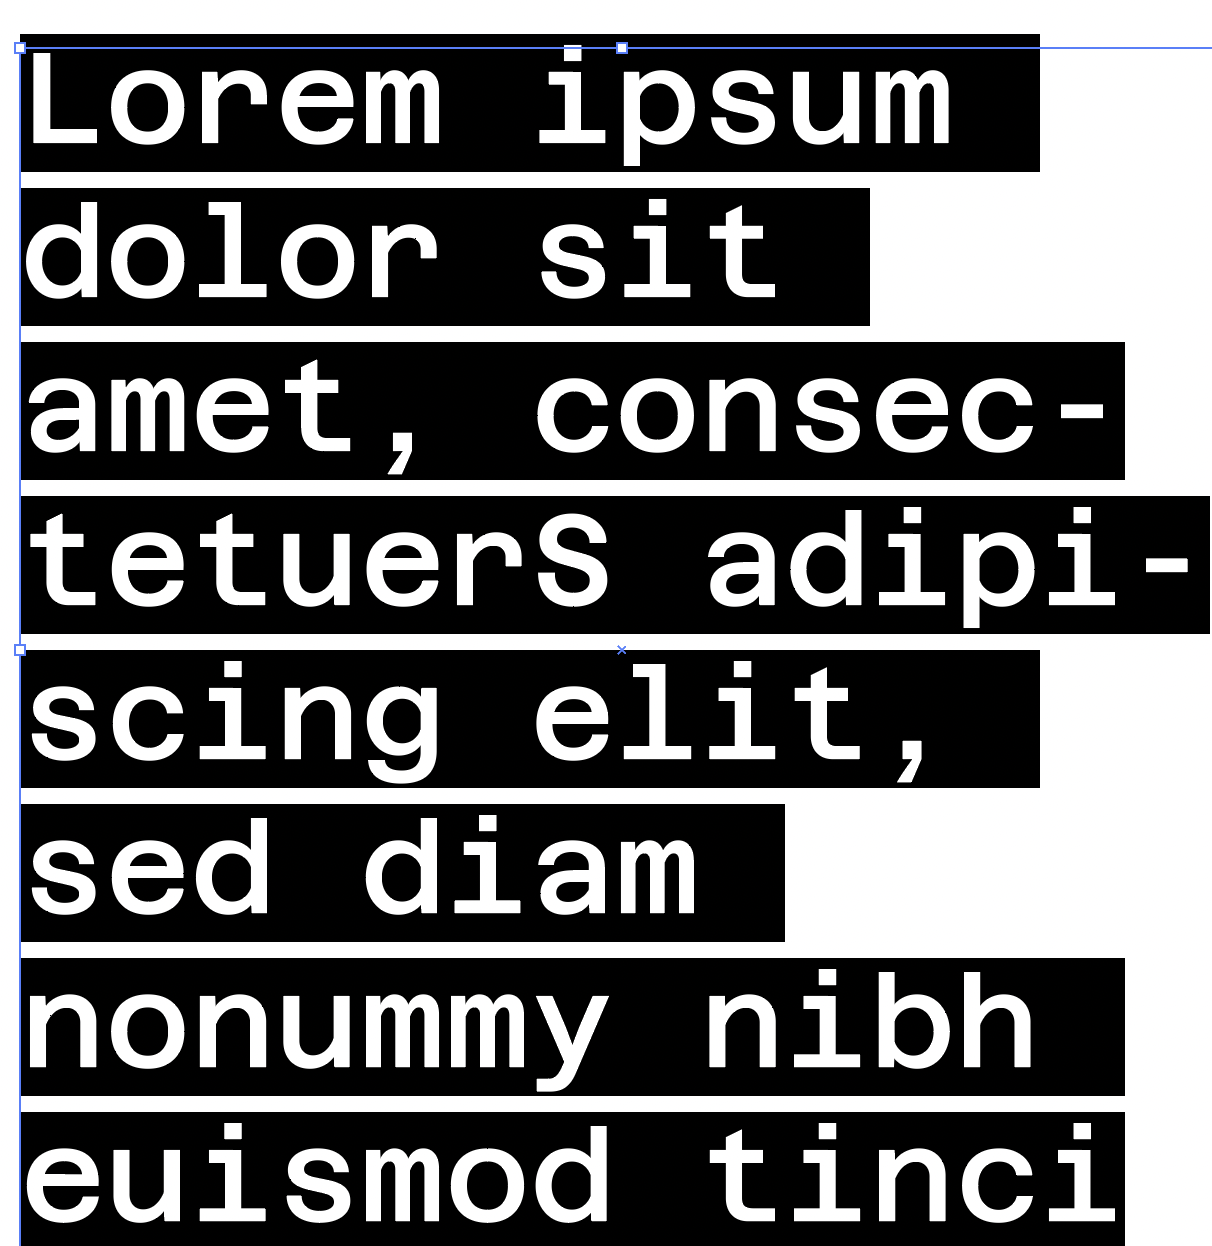 Lorem ipsum
dolor sit
amet, consec-
tetuerS adipi-
scing elit,
sed diam
nonummy nibh
euismod tinci